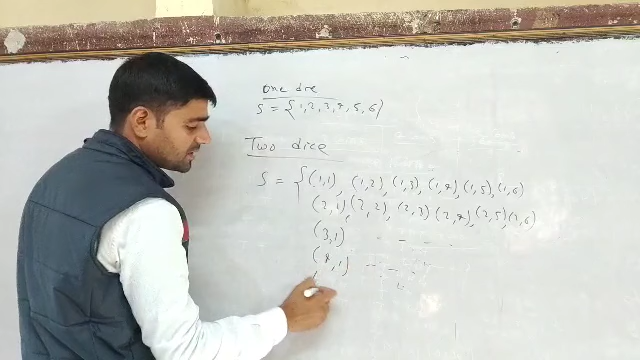 One die
S = {1,2,3,4,5,6}
Two dice
S = {(1,1), (1,2), (1,3), (1,4), (1,5), (1,6)
(2,1), (2,2), (2,3) (2,4), (2,5), (2,6)
(3,1) - - - -
(4,1) - - - -
(